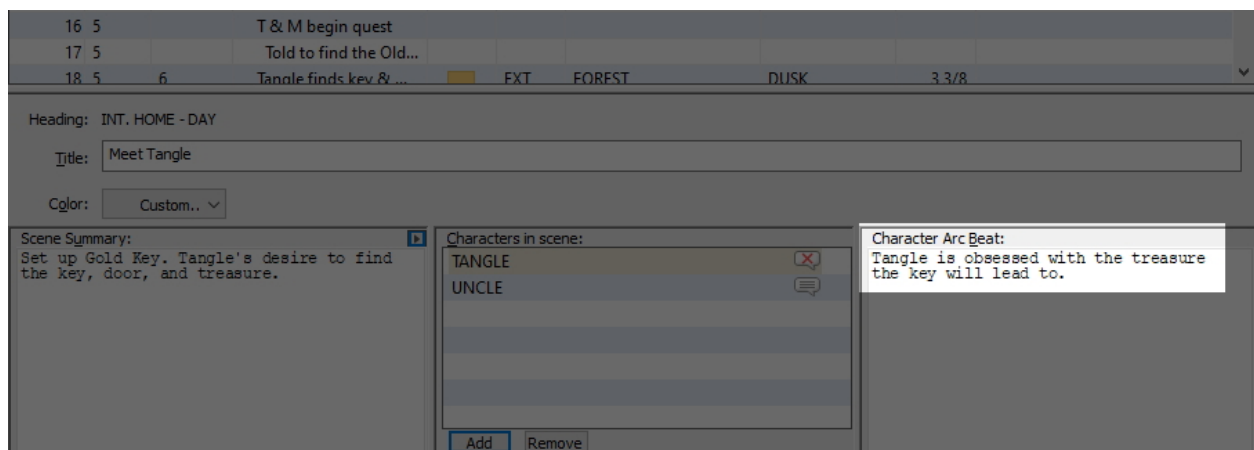 16 5 T & M begin quest
17 5 Told to find the Old...
18 5 6 Tangle finds key & ... EXT FOREST DUSK 3 3/8
Heading: INT. HOME - DAY
Title: Meet Tangle
Color: Custom..
Scene Summary:
Set up Gold Key. Tangle's desire to find
the key, door, and treasure.
Characters in scene:
TANGLE
UNCLE
Add Remove
Character Arc Beat:
Tangle is obsessed with the treasure
the key will lead to.